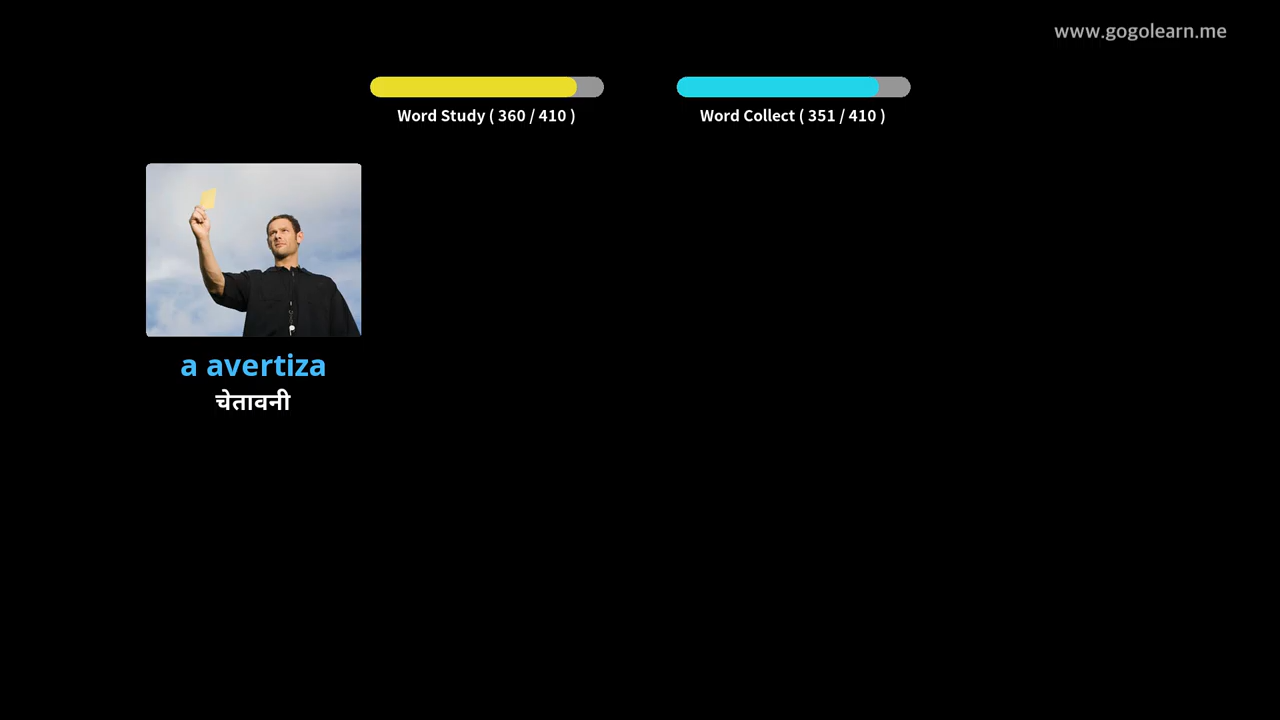 www.gogolearn.me
Word Study ( 360 / 410 )
Word Collect ( 351 / 410 )
a avertiza
चेतावनी